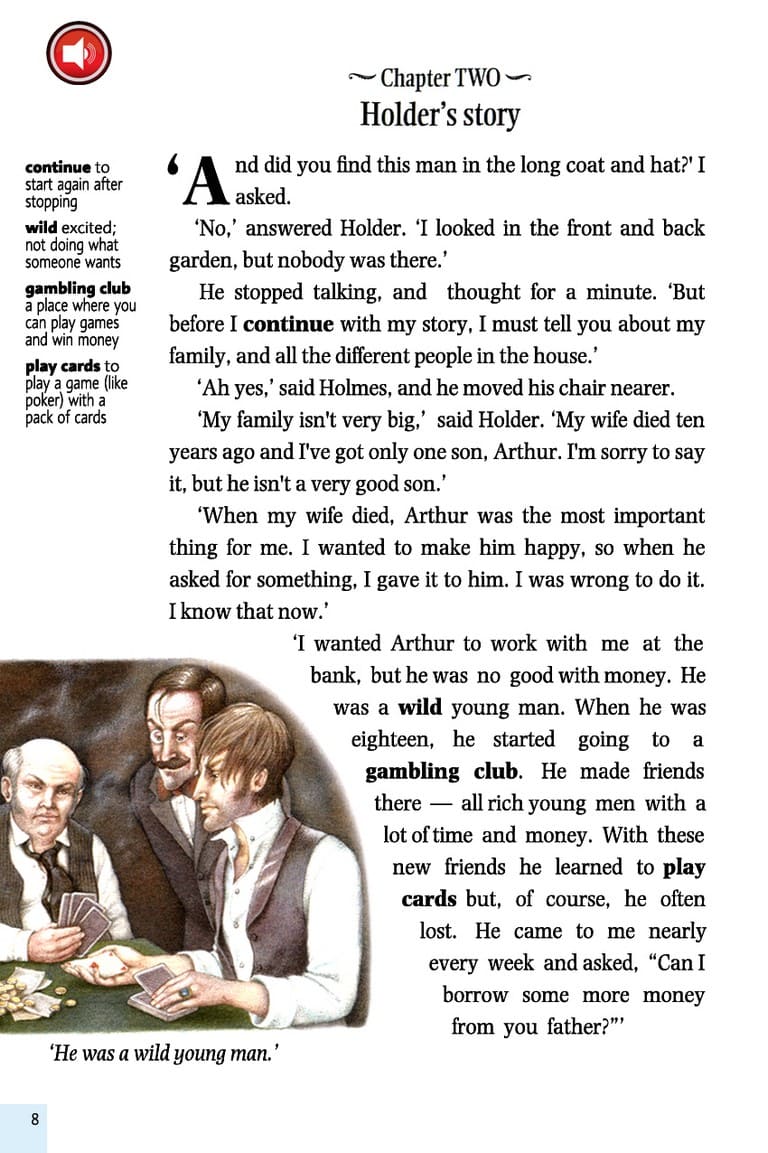 Chapter TWO
Holder's story
continue to
start again after
stopping
wild excited;
not doing what
someone wants
gambling club
a place where you
can play games
and win money
play cards to
play a game (like
poker) with a
pack of cards
‘And did you find this man in the long coat and hat?' I
asked.
‘No,’ answered Holder. ‘I looked in the front and back
garden, but nobody was there.’
He stopped talking, and thought for a minute. ‘But
before I continue with my story, I must tell you about my
family, and all the different people in the house.’
‘Ah yes,’ said Holmes, and he moved his chair nearer.
‘My family isn't very big,’ said Holder. ‘My wife died ten
years ago and I've got only one son, Arthur. I'm sorry to say
it, but he isn't a very good son.’
‘When my wife died, Arthur was the most important
thing for me. I wanted to make him happy, so when he
asked for something, I gave it to him. I was wrong to do it.
I know that now.’
‘I wanted Arthur to work with me at the
bank, but he was no good with money. He
was a wild young man. When he was
eighteen, he started going to a
gambling club. He made friends
there — all rich young men with a
lot of time and money. With these
new friends he learned to play
cards but, of course, he often
lost. He came to me nearly
every week and asked, “Can I
borrow some more money
from you father?”’
‘He was a wild young man.’
8